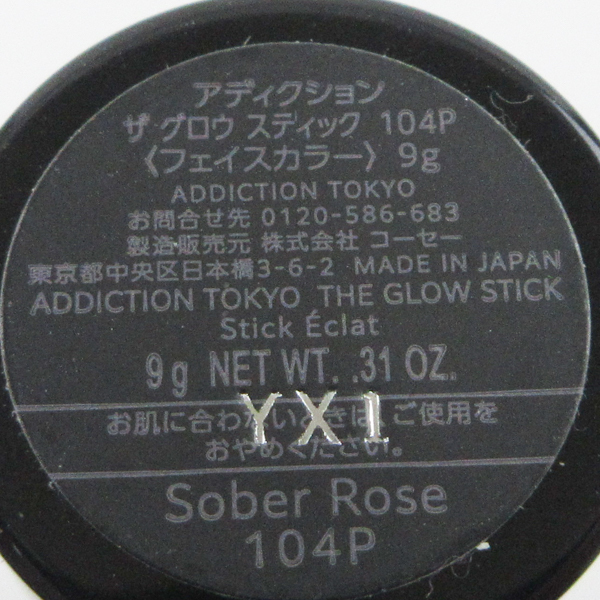 アディクション
ザ グロウ スティック 104P
〈フェイスカラー〉 9g
ADDICTION TOKYO
お問合せ先 0120-586-683
製造販売元 株式会社 コーセー
東京都中央区日本橋3-6-2 MADE IN JAPAN
ADDICTION TOKYO THE GLOW STICK
Stick Éclat
9g NET WT. .31 OZ.
YX1
お肌に合わないときは、ご使用を
おやめください。
Sober Rose
104P